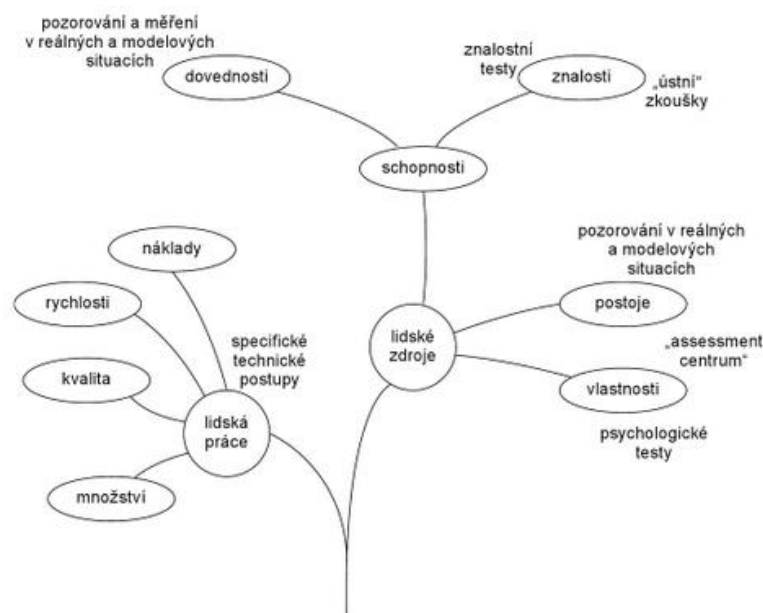 pozorování a měření
v reálných a modelových
situacích
dovednosti
znalostní
testy
znalosti
„ústní“
zkoušky
schopnosti
náklady
rychlosti
kvalita
množství
specifické
technické
postupy
lidská
práce
lidské
zdroje
pozorování v reálných
a modelových
situacích
postoje
„assessment
centrum“
vlastnosti
psychologické
testy